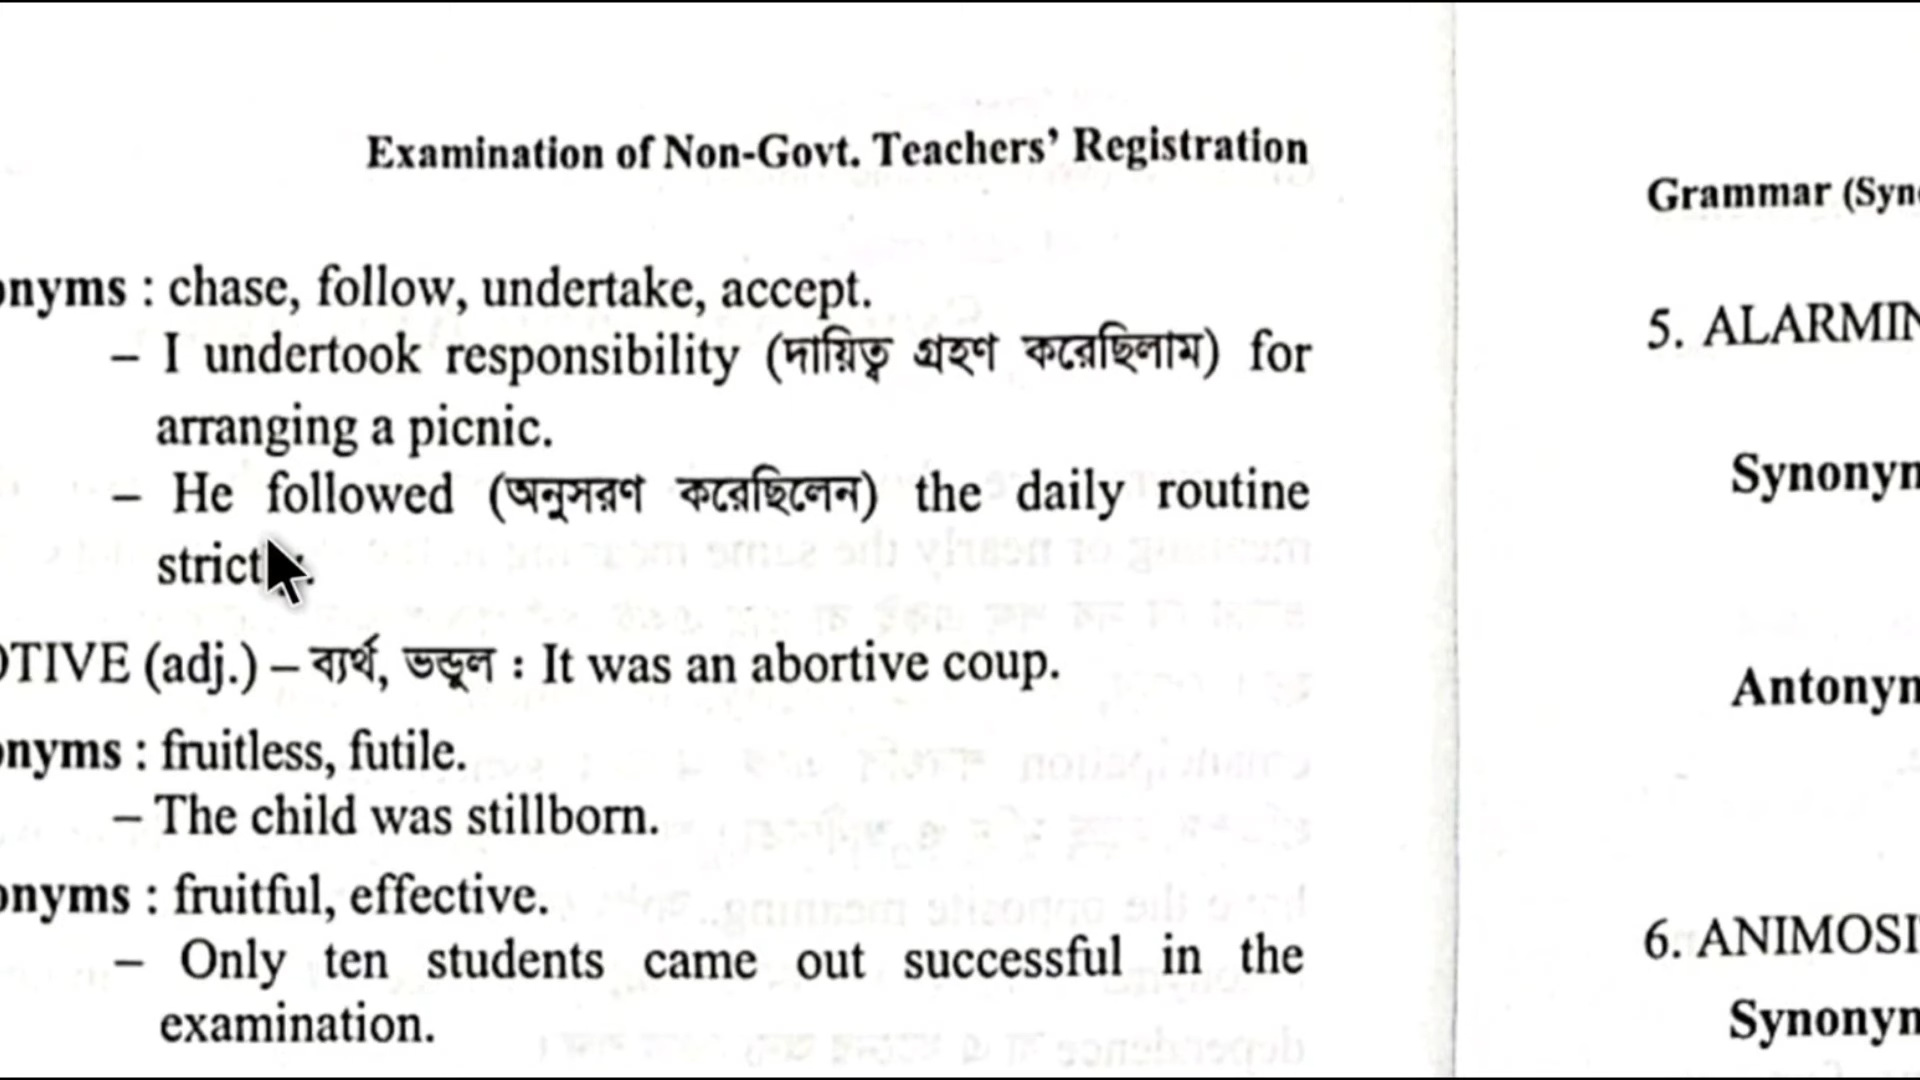 Examination of Non-Govt. Teachers' Registration
onyms : chase, follow, undertake, accept.
– I undertook responsibility (দায়িত্ব গ্রহণ করেছিলাম) for
arranging a picnic.
– He followed (অনুসরণ করেছিলেন) the daily routine
OTIVE (adj.) – ব্যর্থ, ভন্ডুল : It was an abortive coup.
onyms : fruitless, futile.
– The child was stillborn.
onyms : fruitful, effective.
– Only ten students came out successful in the
examination.
Grammar (Syn
5. ALARMIN
Synonym
Antonym
6. ANIMOSI
Synonym